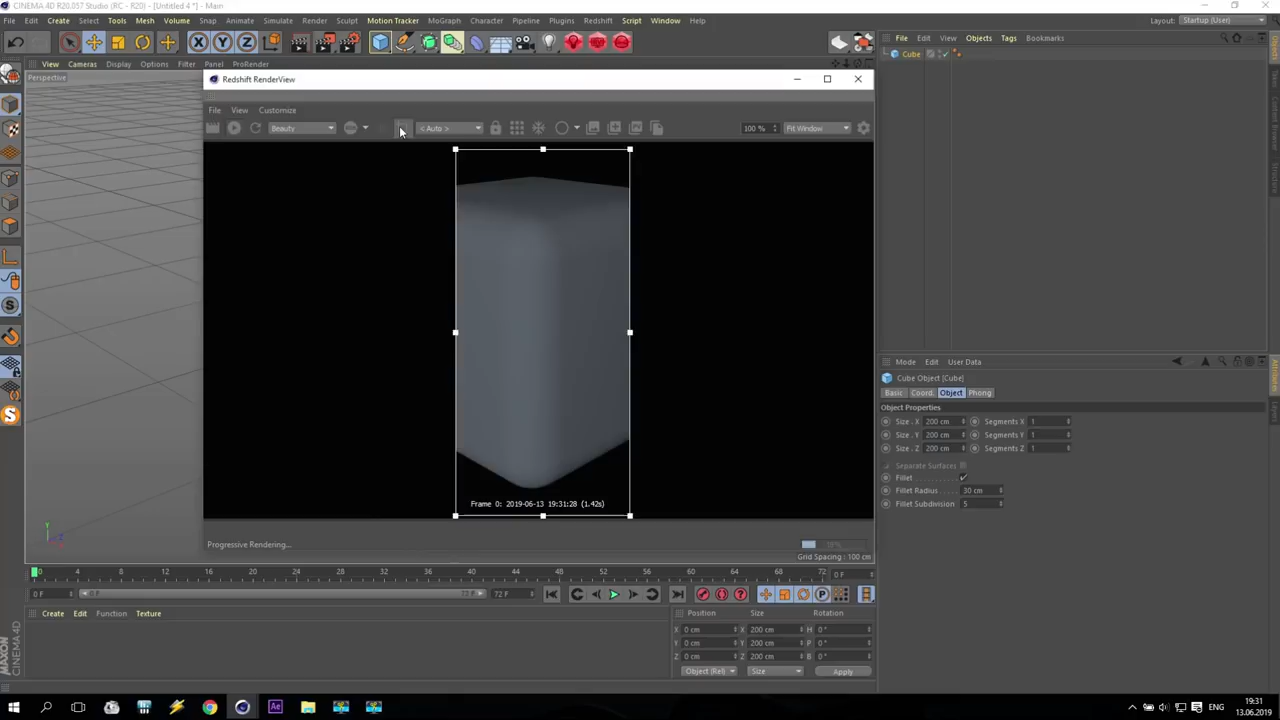 CINEMA 4D R20.057 Studio (RC - R20) - [Untitled 4 *] - Main
File Edit Create Select Tools Mesh Volume Snap Animate Simulate Render Sculpt Motion Tracker MoGraph Character Pipeline Plugins Redshift Script Window Help
Layout: Startup (User)
X Y Z
File Edit View Objects Tags Bookmarks
Cube
View Cameras Display Options Filter Panel ProRender
Perspective
Redshift RenderView
File View Customize
Beauty
< Auto >
100 %
Fit Window
Frame 0: 2019-06-13 19:31:28 (1.42s)
Progressive Rendering...
Grid Spacing : 100 cm
Y
Mode Edit User Data
Cube Object [Cube]
Basic Coord. Object Phong
Object Properties
Size . X 200 cm Segments X 1
Size . Y 200 cm Segments Y 1
Size . Z 200 cm Segments Z 1
Separate Surfaces
Fillet
Fillet Radius 30 cm
Fillet Subdivision 5
Objects
Attributes
0 4 8 12 16 20 24 28 32 36 40 44 48 52 56 60 64 68 72 0 F
0 F 0 F 72 F 72 F
Create Edit Function Texture
Position Size Rotation
X 0 cm X 200 cm H 0 °
Y 0 cm Y 200 cm P 0 °
Z 0 cm Z 200 cm B 0 °
Object (Rel) Size Apply
MAXON CINEMA 4D
Ae
ENG
19:31
13.06.2019